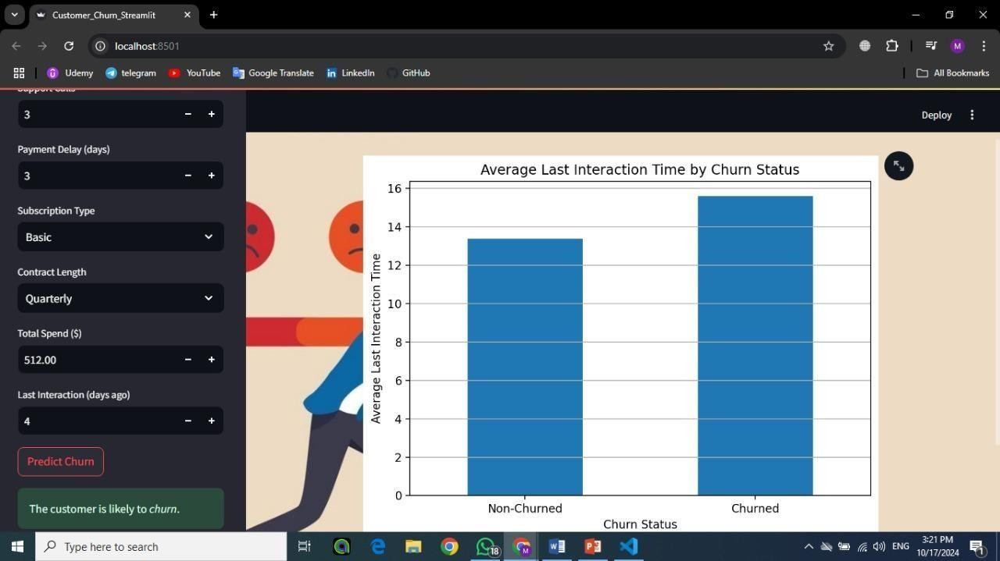 Customer_Churn_Streamlit
localhost:8501
M
Udemy
telegram
YouTube
Google Translate
LinkedIn
GitHub
All Bookmarks
Support Calls
3
Payment Delay (days)
3
Subscription Type
Basic
Contract Length
Quarterly
Total Spend ($)
512.00
Last Interaction (days ago)
4
Predict Churn
The customer is likely to churn.
Deploy
Average Last Interaction Time by Churn Status
Average Last Interaction Time
16
14
12
10
8
6
4
2
0
Non-Churned
Churned
Churn Status
Type here to search
18
M
ENG
3:21 PM
10/17/2024
1